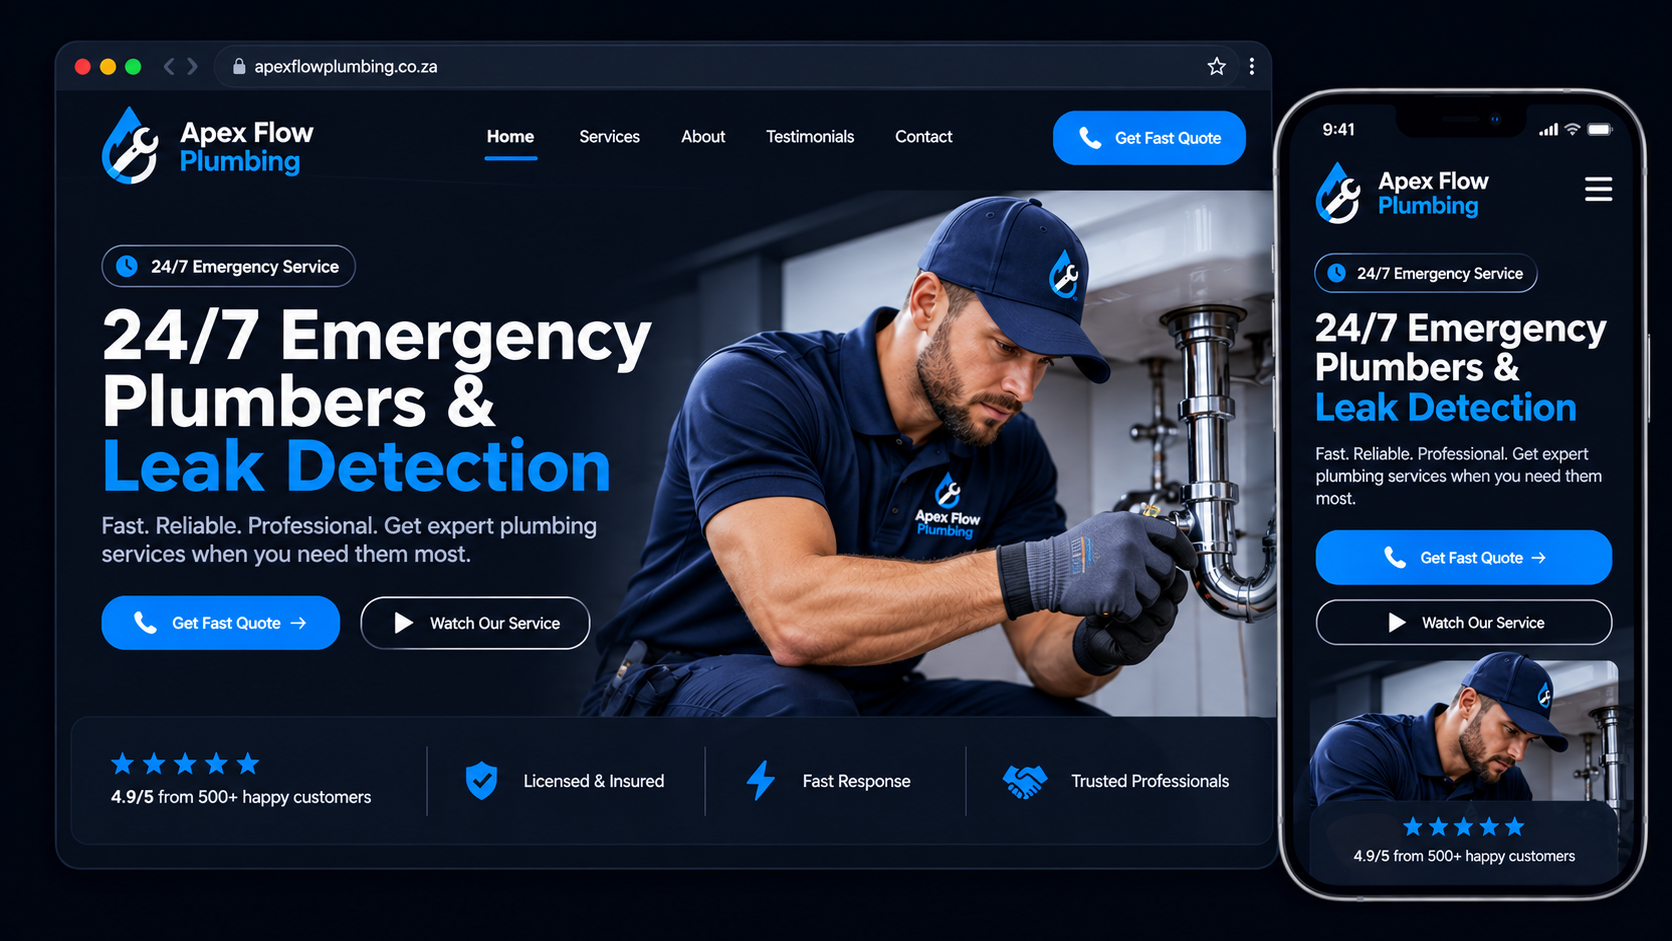 apexflowplumbing.co.za
Apex Flow
Plumbing
Home
Services
About
Testimonials
Contact
Get Fast Quote
24/7 Emergency Service
24/7 Emergency
Plumbers &
Leak Detection
Fast. Reliable. Professional. Get expert plumbing
services when you need them most.
Get Fast Quote →
Watch Our Service
Apex Flow
Plumbing
4.9/5 from 500+ happy customers
Licensed & Insured
Fast Response
Trusted Professionals
9:41
Apex Flow
Plumbing
24/7 Emergency Service
24/7 Emergency
Plumbers &
Leak Detection
Fast. Reliable. Professional. Get expert
plumbing services when you need them
most.
Get Fast Quote →
Watch Our Service
4.9/5 from 500+ happy customers